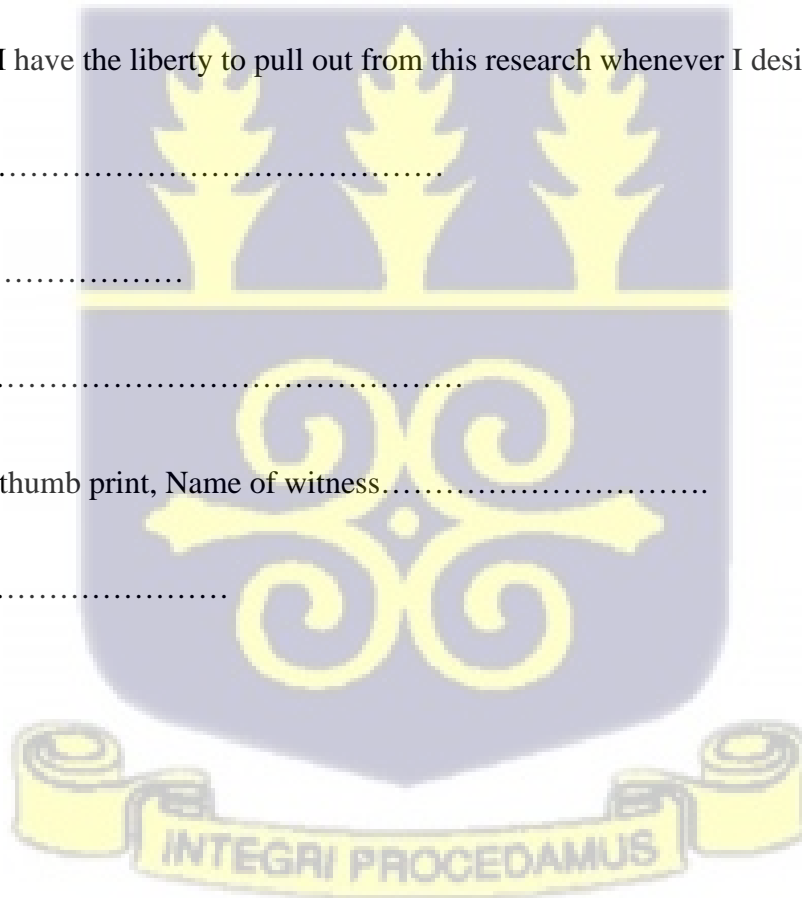 I have the liberty to pull out from this research whenever I desi
……………………………………….
………………
…………………………………………
thumb print, Name of witness………………………….
……………………
INTEGRI PROCEDAMUS